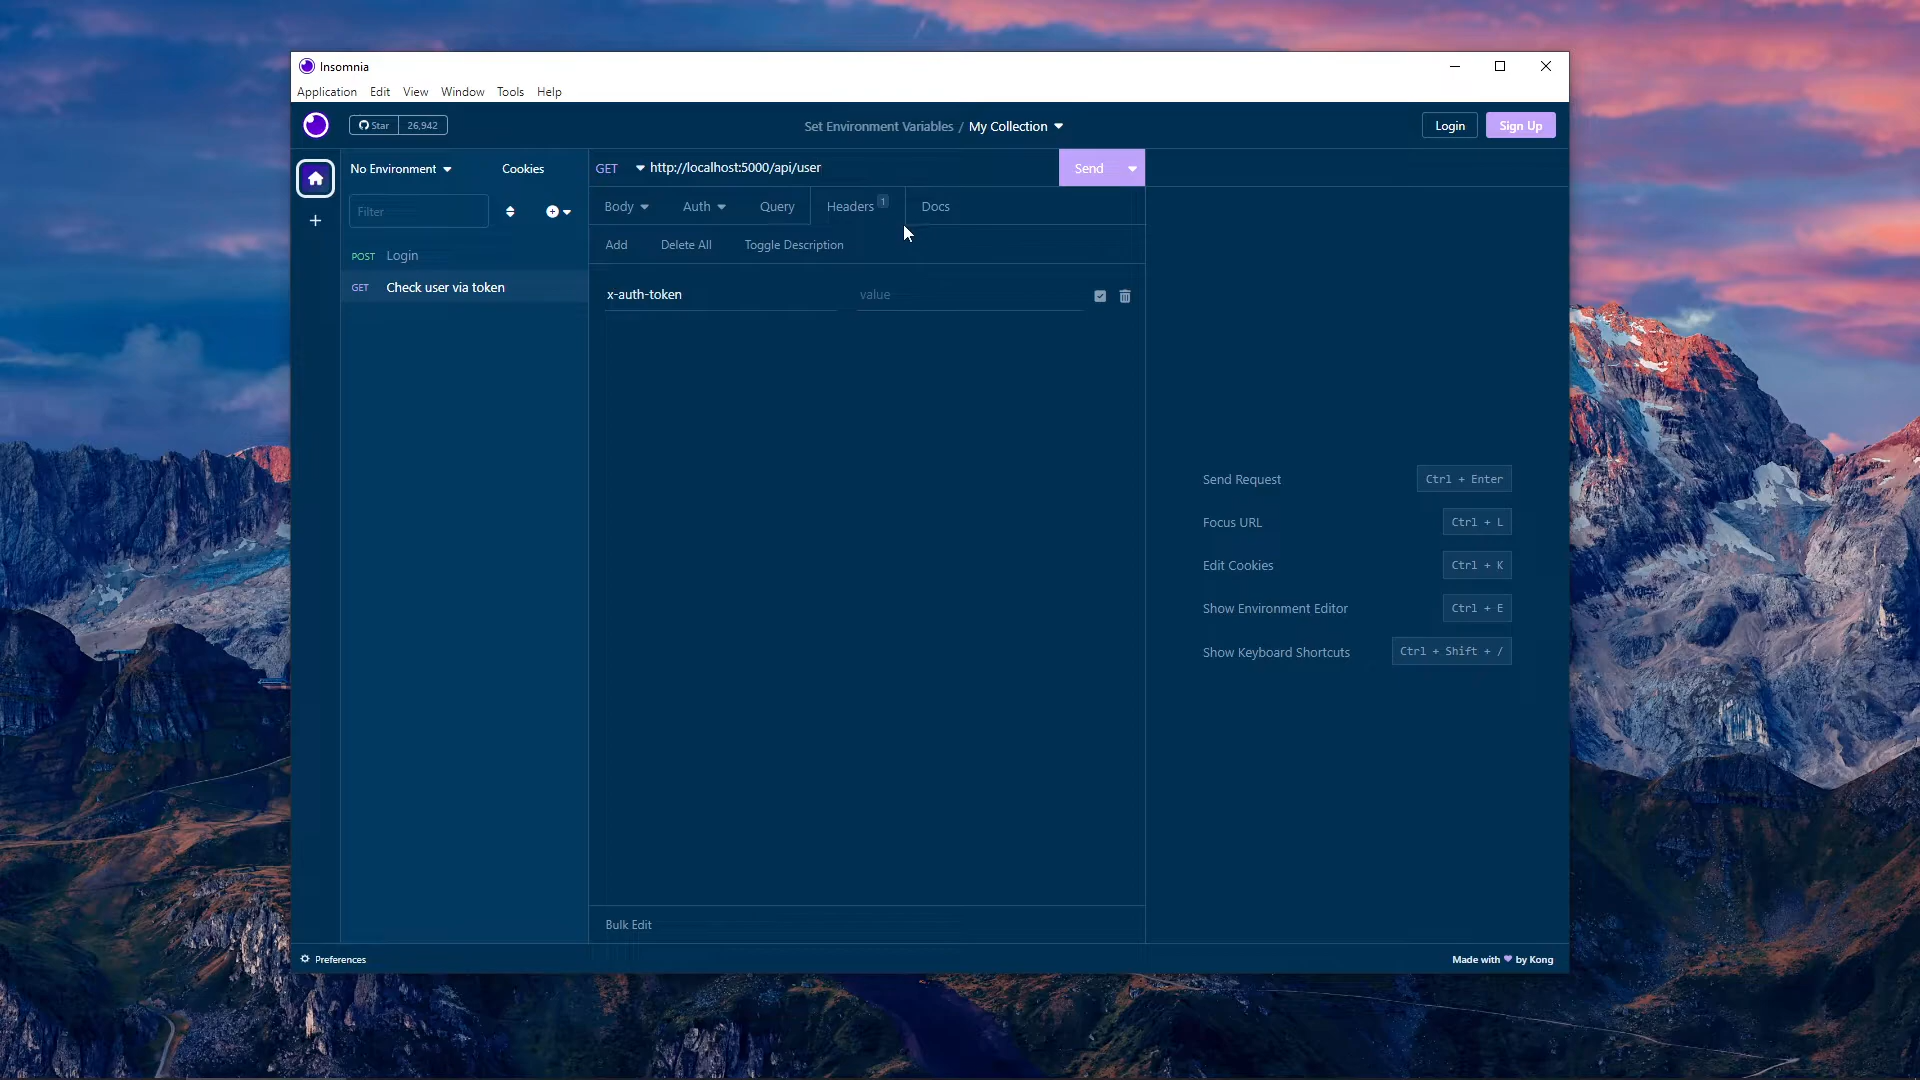 Insomnia
Application Edit View Window Tools Help
Star 26,942
Set Environment Variables / My Collection
Login Sign Up
No Environment Cookies
GET http://localhost:5000/api/user Send
Filter
Body Auth Query Headers 1 Docs
Add Delete All Toggle Description
POST Login
GET Check user via token
x-auth-token value
Send Request Ctrl + Enter
Focus URL Ctrl + L
Edit Cookies Ctrl + K
Show Environment Editor Ctrl + E
Show Keyboard Shortcuts Ctrl + Shift + /
Bulk Edit
Preferences
Made with ♥ by Kong